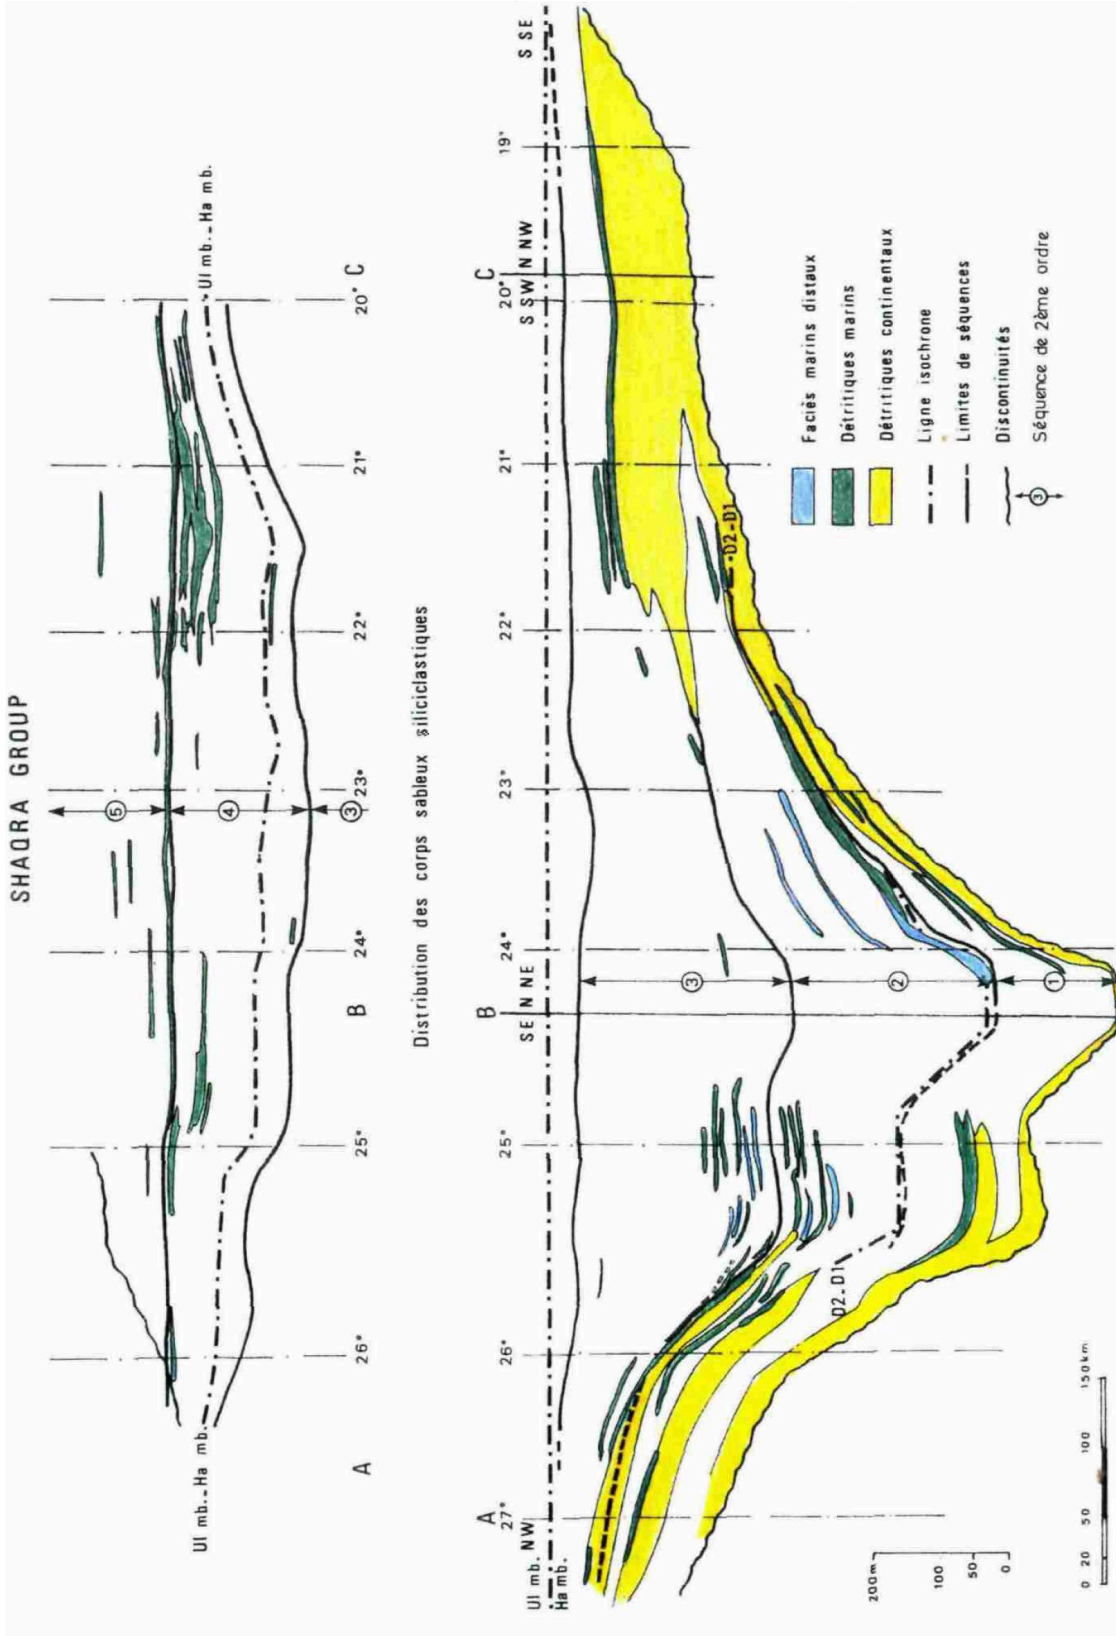 SHAQRA GROUP
Ul mb.-Ha mb.
Ul mb.-Ha mb.
⑤
④
③
A
26°
25°
B
24°
23°
22°
21°
20°
C
Distribution des corps sableux siliciclastiques
A
B
C
Ul mb.
NW
Ha mb.
SE
NNE
SSW
NNW
SSE
27°
26°
25°
24°
23°
22°
21°
20°
19°
③
②
①
D2-D1
D2-D1
200m
100
50
0
0 20 50 100 150km
Faciès marins distaux
Détritiques marins
Détritiques continentaux
Ligne isochrone
Limites de séquences
Discontinuités
③ Séquence de 2ème ordre